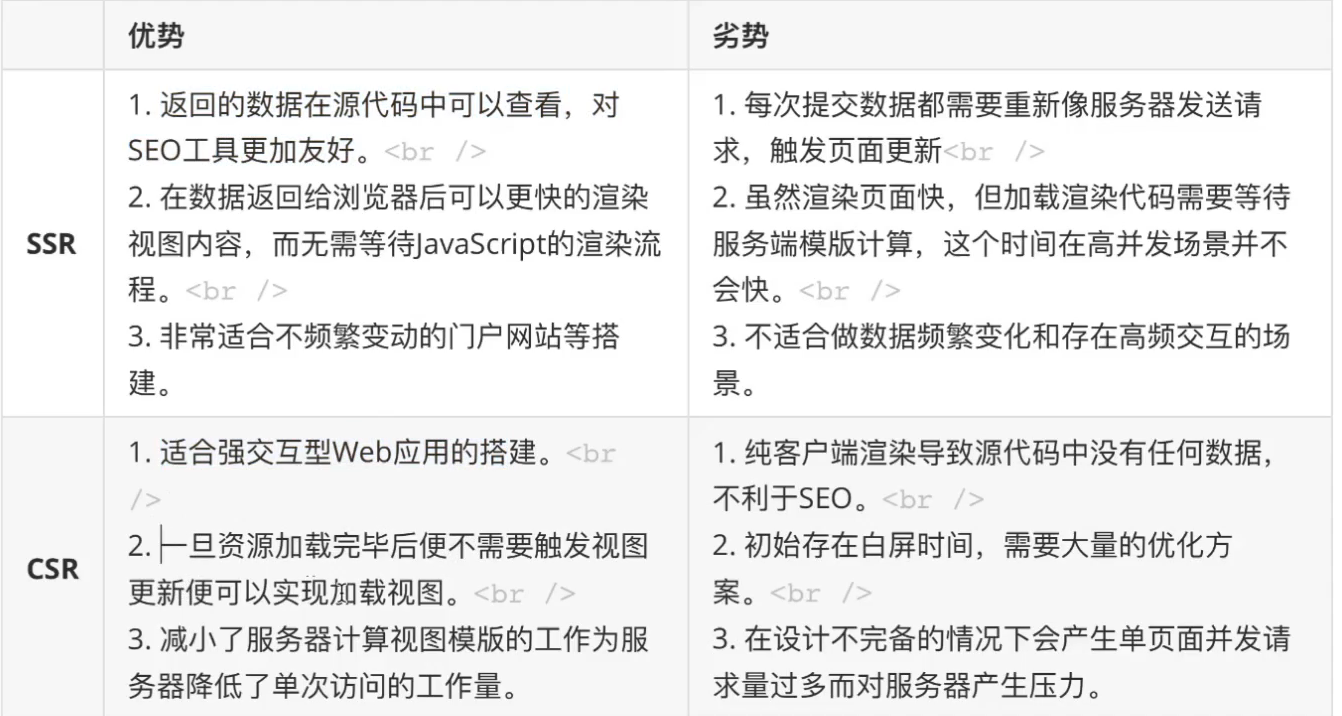 优势
劣势
SSR
1. 返回的数据在源代码中可以查看，对
SEO工具更加友好。<br />
2. 在数据返回给浏览器后可以更快的渲染
视图内容，而无需等待JavaScript的渲染流
程。<br />
3. 非常适合不频繁变动的门户网站等搭
建。
1. 每次提交数据都需要重新像服务器发送请
求，触发页面更新<br />
2. 虽然渲染页面快，但加载渲染代码需要等待
服务端模版计算，这个时间在高并发场景并不
会快。<br />
3. 不适合做数据频繁变化和存在高频交互的场
景。
CSR
1. 适合强交互型Web应用的搭建。<br
/>
2. 一旦资源加载完毕后便不需要触发视图
更新便可以实现加载视图。<br />
3. 减小了服务器计算视图模版的工作为服
务器降低了单次访问的工作量。
1. 纯客户端渲染导致源代码中没有任何数据，
不利于SEO。<br />
2. 初始存在白屏时间，需要大量的优化方
案。<br />
3. 在设计不完备的情况下会产生单页面并发请
求量过多而对服务器产生压力。